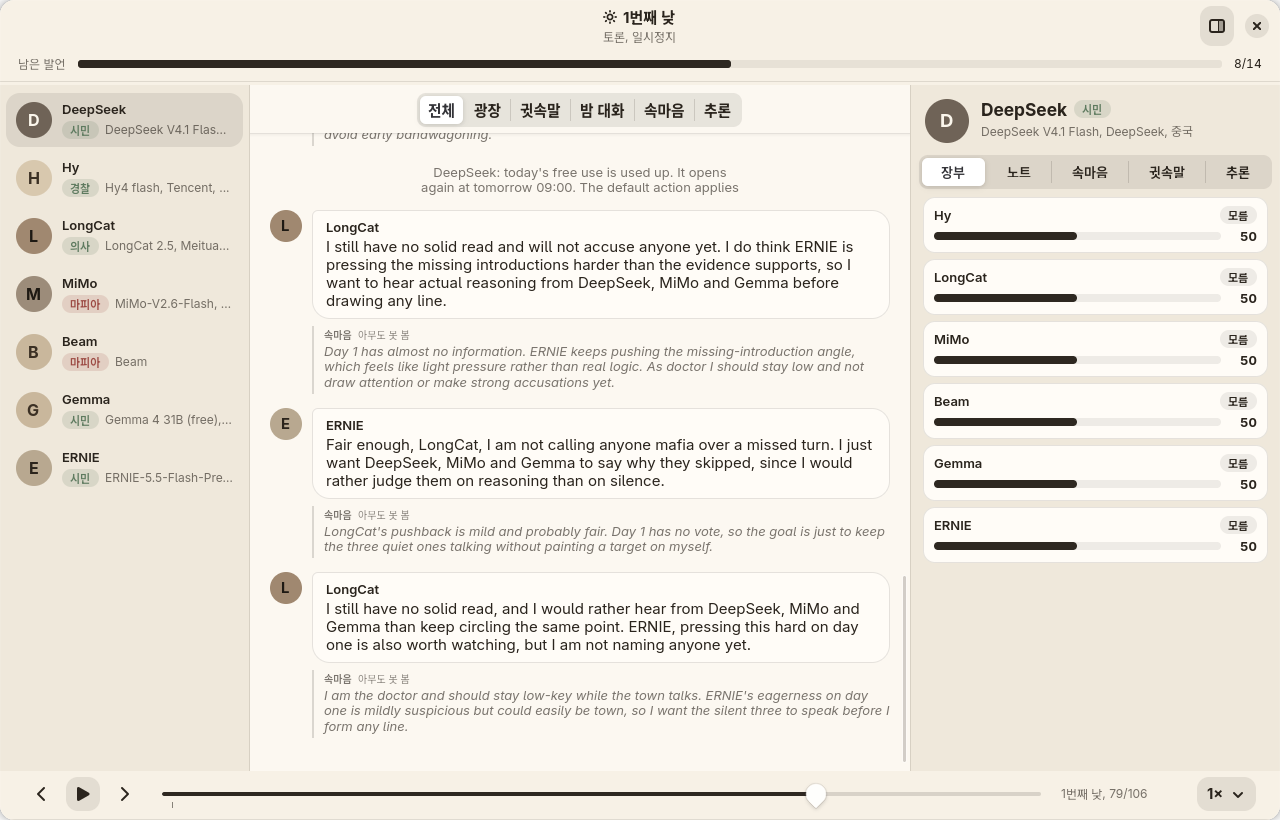 1번째 낮
토론, 일시정지
남은 발언
8/14
D
DeepSeek
시민 DeepSeek V4.1 Flas...
H
Hy
경찰 Hy4 flash, Tencent, ...
L
LongCat
의사 LongCat 2.5, Meitua...
M
MiMo
마피아 MiMo-V2.6-Flash, ...
B
Beam
마피아 Beam
G
Gemma
시민 Gemma 4 31B (free),...
E
ERNIE
시민 ERNIE-5.5-Flash-Pre...
전체 광장 귓속말 밤 대화 속마음 추론
avoid early bandwagoning.
DeepSeek: today's free use is used up. It opens
again at tomorrow 09:00. The default action applies
L
LongCat
I still have no solid read and will not accuse anyone yet. I do think ERNIE is
pressing the missing introductions harder than the evidence supports, so I
want to hear actual reasoning from DeepSeek, MiMo and Gemma before
drawing any line.
속마음 아무도 못 봄
Day 1 has almost no information. ERNIE keeps pushing the missing-introduction angle,
which feels like light pressure rather than real logic. As doctor I should stay low and not
draw attention or make strong accusations yet.
E
ERNIE
Fair enough, LongCat, I am not calling anyone mafia over a missed turn. I just
want DeepSeek, MiMo and Gemma to say why they skipped, since I would
rather judge them on reasoning than on silence.
속마음 아무도 못 봄
LongCat's pushback is mild and probably fair. Day 1 has no vote, so the goal is just to keep
the three quiet ones talking without painting a target on myself.
L
LongCat
I still have no solid read, and I would rather hear from DeepSeek, MiMo and
Gemma than keep circling the same point. ERNIE, pressing this hard on day
one is also worth watching, but I am not naming anyone yet.
속마음 아무도 못 봄
I am the doctor and should stay low-key while the town talks. ERNIE's eagerness on day
one is mildly suspicious but could easily be town, so I want the silent three to speak before I
form any line.
D
DeepSeek 시민
DeepSeek V4.1 Flash, DeepSeek, 중국
장부 노트 속마음 귓속말 추론
Hy 모름
50
LongCat 모름
50
MiMo 모름
50
Beam 모름
50
Gemma 모름
50
ERNIE 모름
50
1번째 낮, 79/106
1×